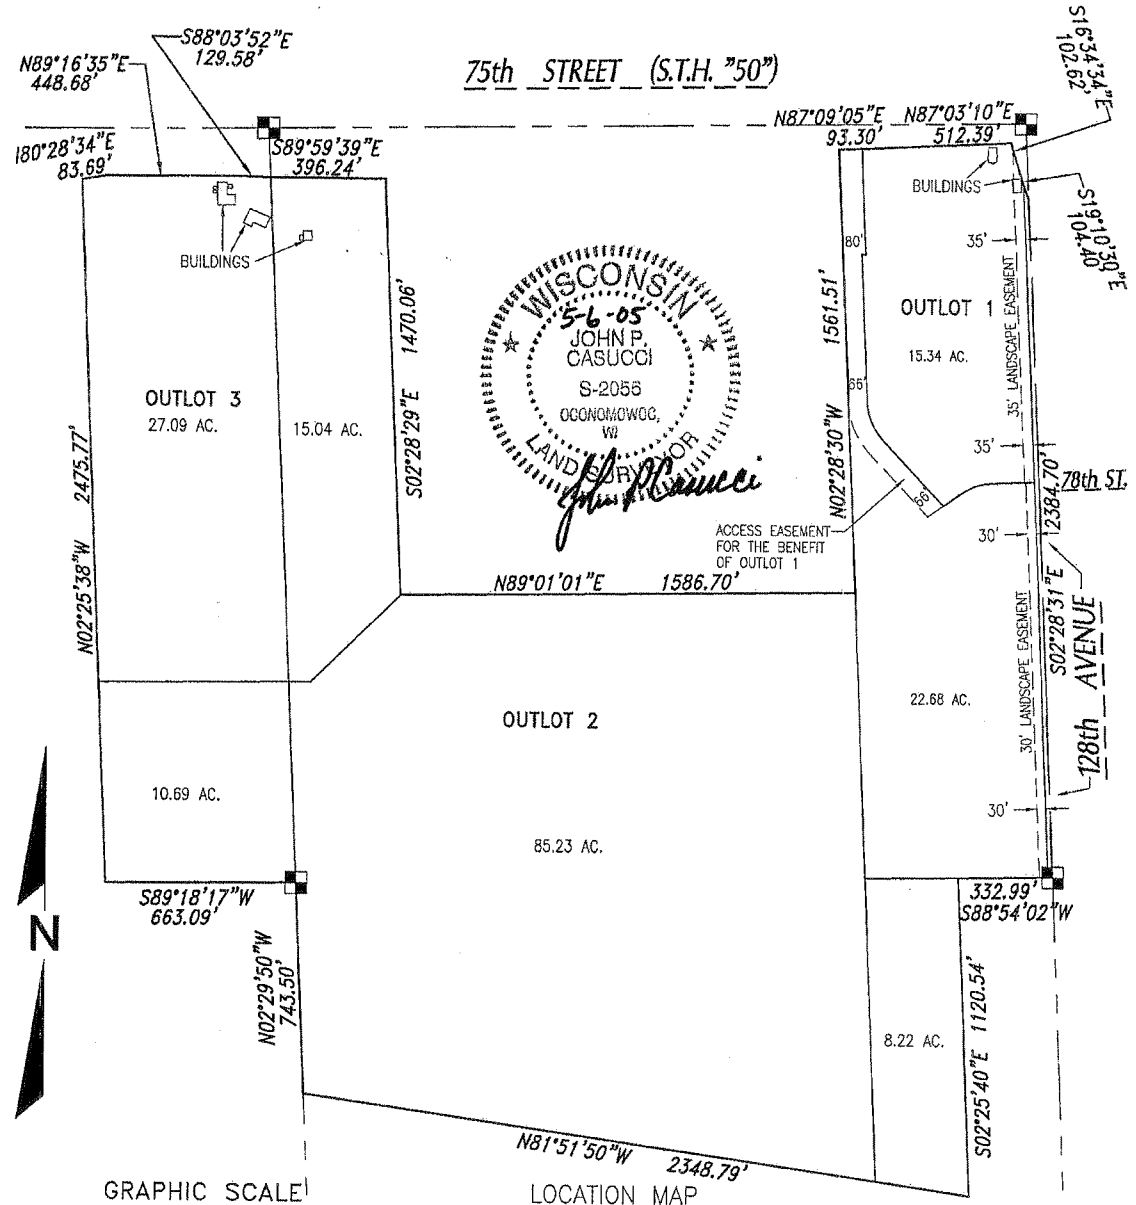 S88°03'52"E
129.58'
N89°16'35"E
448.68'
75th STREET (S.T.H. "50")
S16°34'34"E
102.62'
N87°09'05"E
93.30'
N87°03'10"E
512.39'
80°28'34"E
83.69'
S89°59'39"E
396.24'
BUILDINGS
BUILDINGS
S19°10'30"E
104.40
80'
35'
35' LANDSCAPE EASEMENT
OUTLOT 1
15.34 AC.
1561.51'
N02°28'30"W
66'
35'
78th ST.
66'
ACCESS EASEMENT
FOR THE BENEFIT
OF OUTLOT 1
30'
2384.70'
S02°28'31"E
128th AVENUE
WISCONSIN
5-6-05
JOHN P.
CASUCCI
S-2055
OCONOMOWOC,
WI
LAND SURVEYOR
John P Casucci
1470.06'
S02°28'29"E
OUTLOT 3
27.09 AC.
15.04 AC.
2475.77'
N02°25'38"W
N89°01'01"E 1586.70'
30' LANDSCAPE EASEMENT
22.68 AC.
OUTLOT 2
10.69 AC.
85.23 AC.
30'
S89°18'17"W
663.09'
332.99'
S88°54'02"W
N
N02°29'50"W
743.50'
8.22 AC.
S02°25'40"E 1120.54'
N81°51'50"W 2348.79'
GRAPHIC SCALE
LOCATION MAP